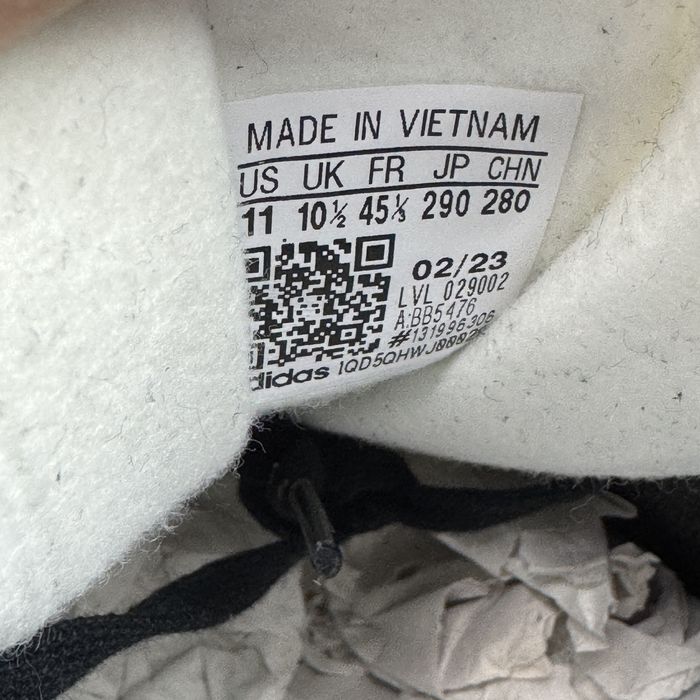 MADE IN VIETNAM
US UK FR JP CHN
11 10½ 45⅓ 290 280
02/23
LVL 029002
A:BB5476
#131996306
adidas